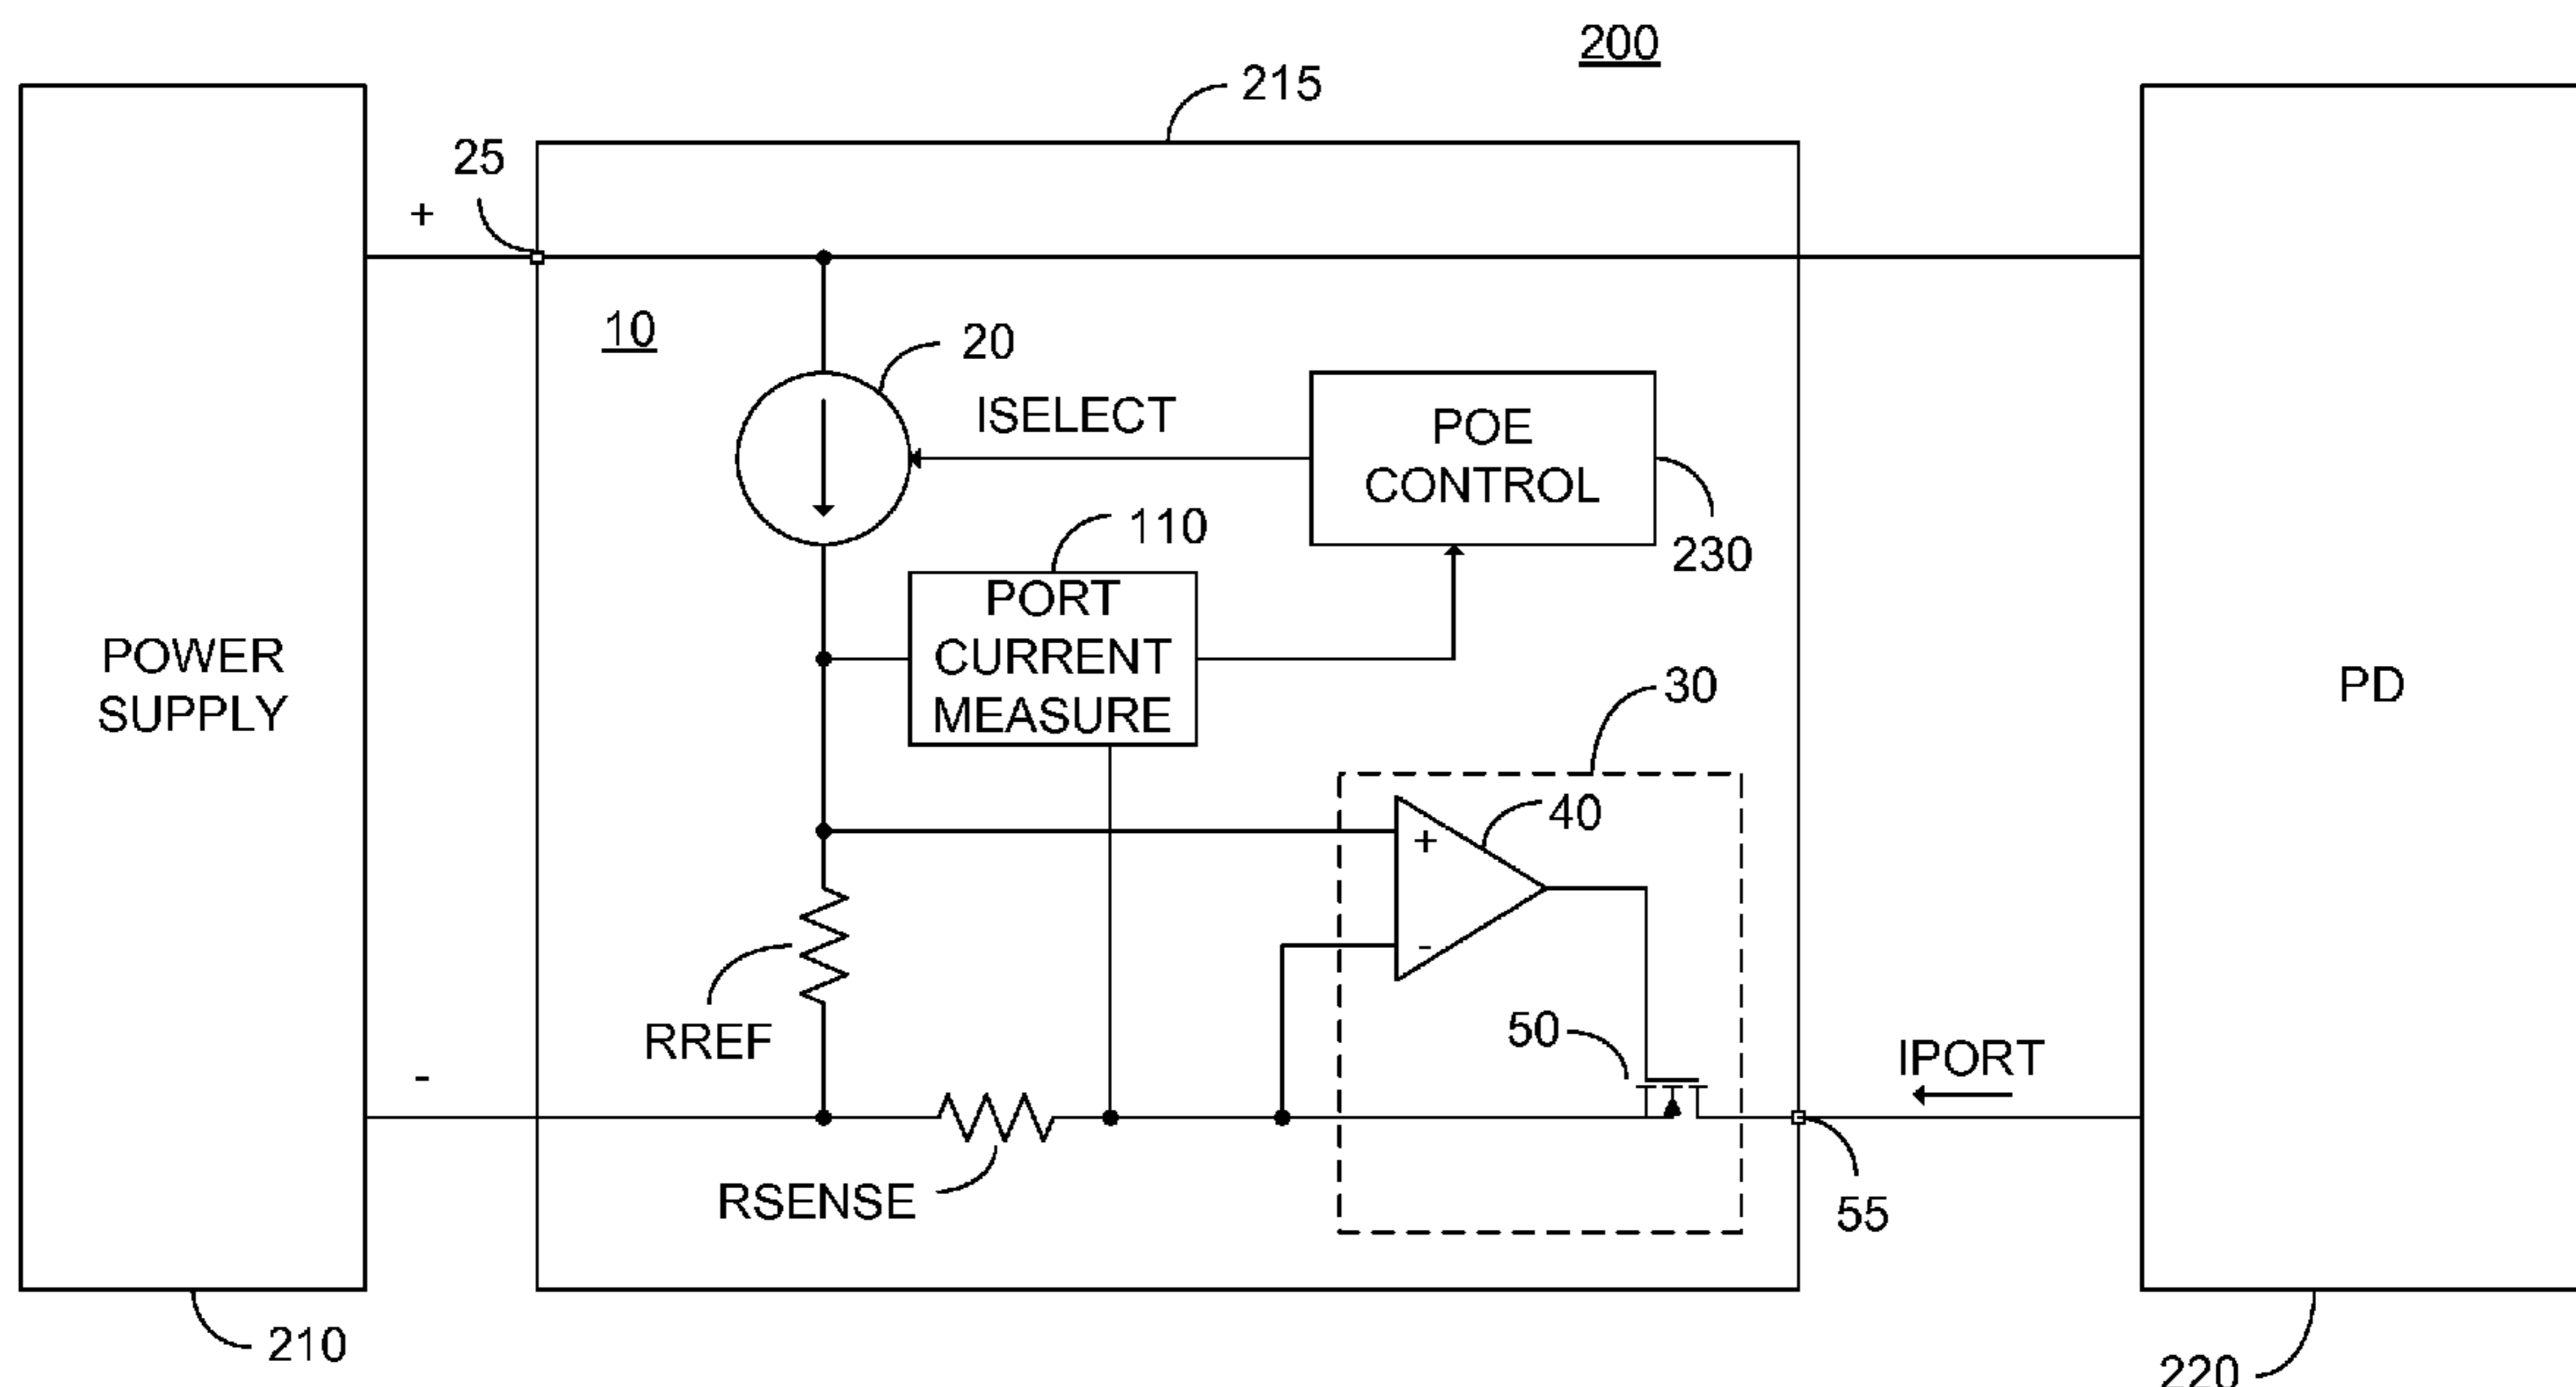 200
215
25
+
10
20
ISELECT
POE
CONTROL
230
110
PORT
CURRENT
MEASURE
POWER
SUPPLY
30
PD
40
+
-
50
RREF
IPORT
-
RSENSE
55
210
220